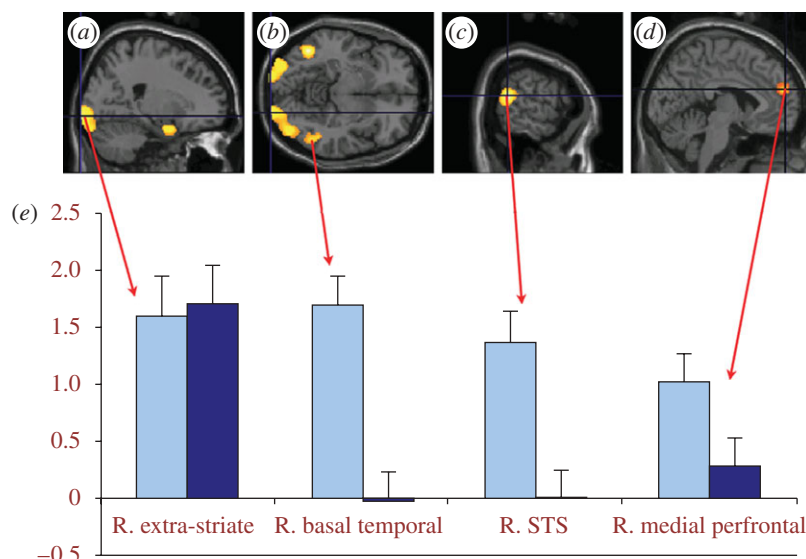 (a) (b) (c) (d)
(e)
2.5
2.0
1.5
1.0
0.5
0
–0.5
R. extra-striate R. basal temporal R. STS R. medial perfrontal